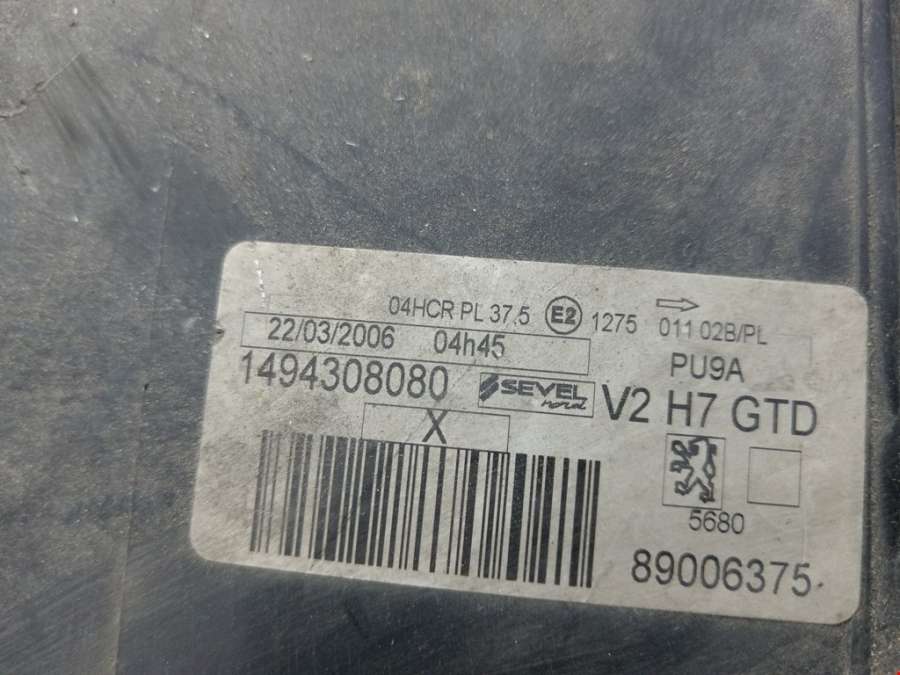 04HCR PL 37.5 E2 1275 011 02B/PL
22/03/2006 04h45
PU9A
1494308080 SEVEL nord V2 H7 GTD
X
5680
89006375